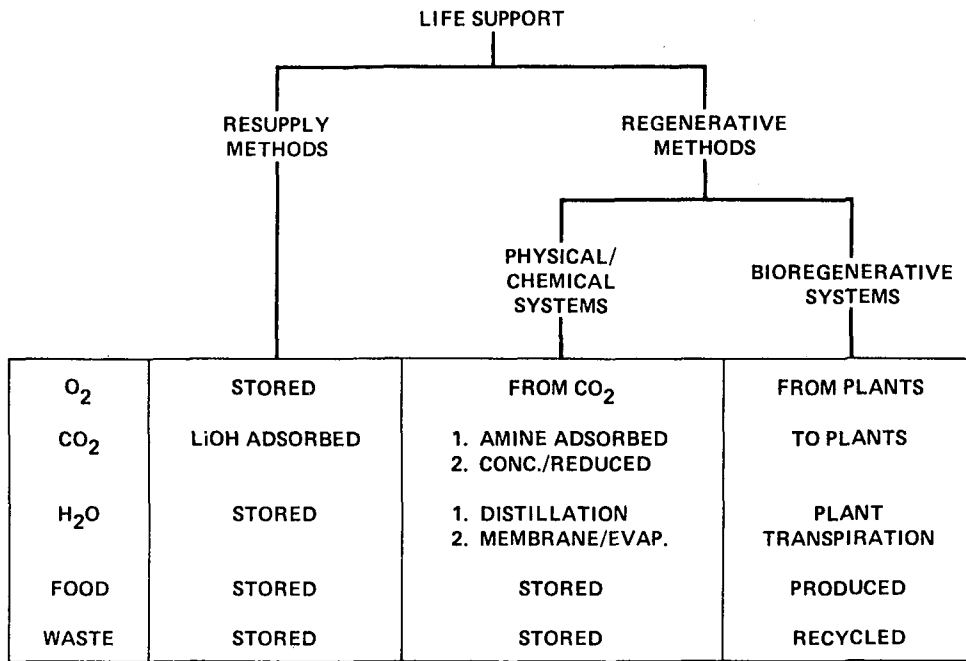 LIFE SUPPORT
RESUPPLY
METHODS
REGENERATIVE
METHODS
PHYSICAL/
CHEMICAL
SYSTEMS
BIOREGENERATIVE
SYSTEMS
O2 STORED FROM CO2 FROM PLANTS
CO2 LiOH ADSORBED 1. AMINE ADSORBED TO PLANTS
2. CONC./REDUCED
H2O STORED 1. DISTILLATION PLANT
2. MEMBRANE/EVAP. TRANSPIRATION
FOOD STORED STORED PRODUCED
WASTE STORED STORED RECYCLED